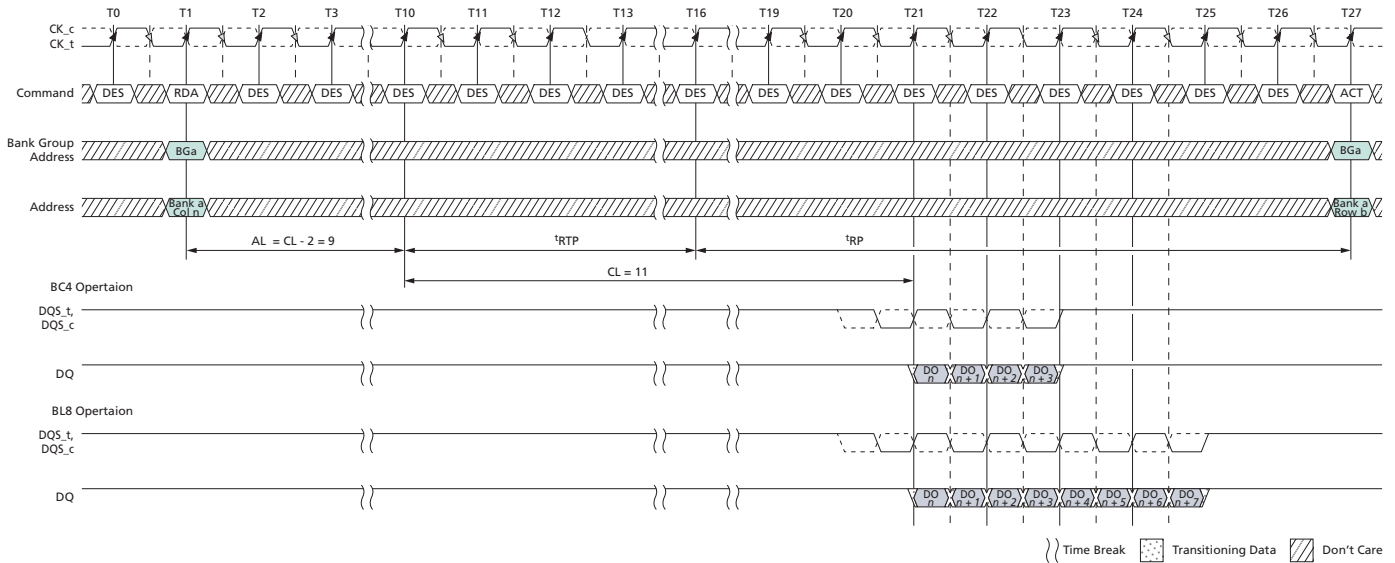 T0 T1 T2 T3 T10 T11 T12 T13 T16 T19 T20 T21 T22 T23 T24 T25 T26 T27
CK_c
CK_t
Command DES RDA DES DES DES DES DES DES DES DES DES DES DES DES DES DES DES ACT
Bank Group
Address BGa BGa
Address Bank a
Col n Bank a
Row b
AL = CL - 2 = 9 tRTP tRP
CL = 11
BC4 Opertaion
DQS_t,
DQS_c
DQ DO
n DO
n + 1 DO
n + 2 DO
n + 3
BL8 Opertaion
DQS_t,
DQS_c
DQ DO
n DO
n + 1 DO
n + 2 DO
n + 3 DO
n + 4 DO
n + 5 DO
n + 6 DO
n + 7
Time Break Transitioning Data Don't Care